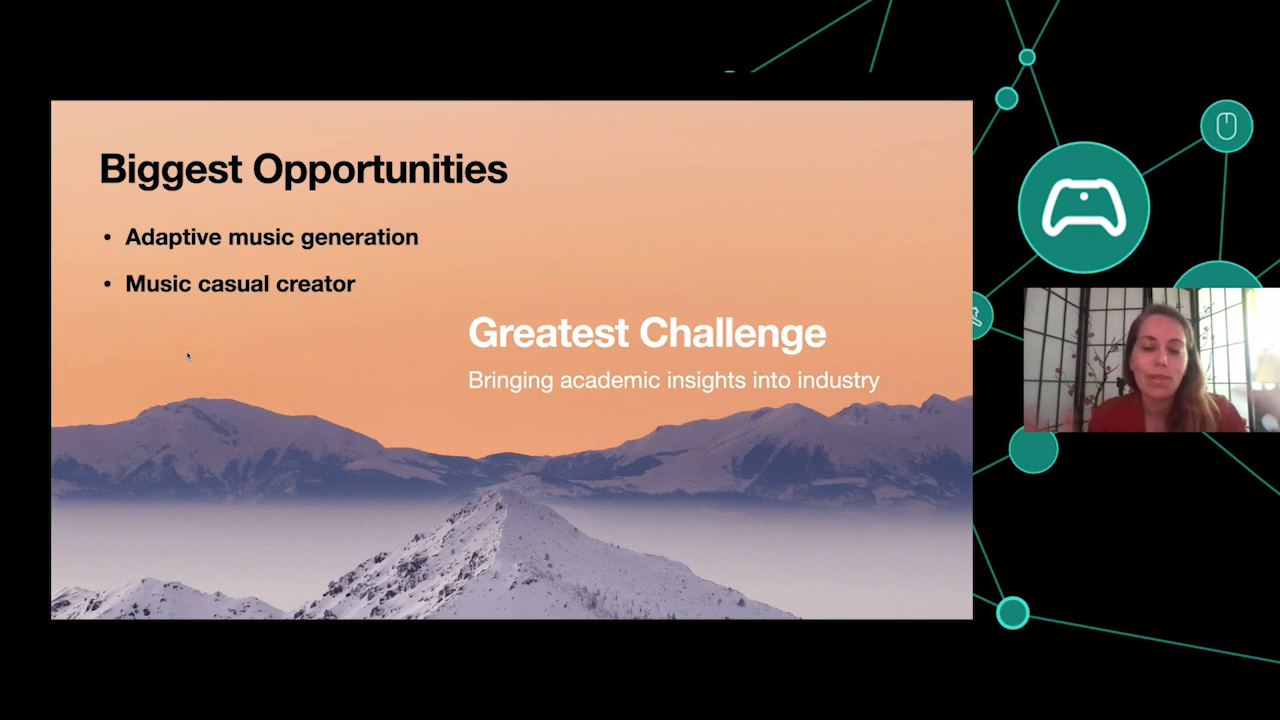 Biggest Opportunities
• Adaptive music generation
• Music casual creator
Greatest Challenge
Bringing academic insights into industry